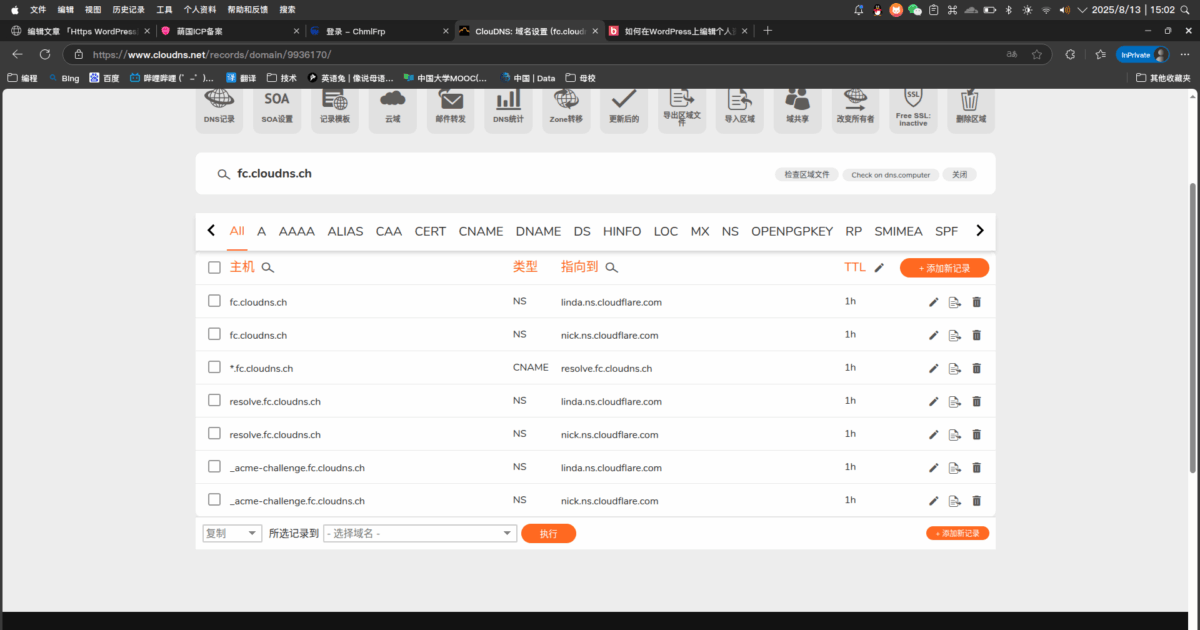 文件 编辑 视图 历史记录 工具 个人资料 帮助和反馈 搜索 2025/8/13 | 15:02
编辑文章「Https WordPress 萌国ICP备案 登录 - ChmlFrp ClouDNS: 域名设置 (fc.cloud 如何在WordPress上编辑个人
https://www.cloudns.net/records/domain/9936170/ InPrivate
编程 Bing 百度 哔哩哔哩 (゜-゜)... 翻译 技术 英语兔 | 像说母语... 中国大学MOOC(... 中国 | Data 母校 其他收藏夹
SOA SSL
DNS记录 SOA设置 记录模板 云域 邮件转发 DNS统计 Zone转移 更新后的 导出区域文件 导入区域 域共享 改变所有者 Free SSL: inactive 删除区域
fc.cloudns.ch 检查区域文件 Check on dns.computer 关闭
All A AAAA ALIAS CAA CERT CNAME DNAME DS HINFO LOC MX NS OPENPGPKEY RP SMIMEA SPF
主机 类型 指向到 TTL + 添加新记录
fc.cloudns.ch NS linda.ns.cloudflare.com 1h
fc.cloudns.ch NS nick.ns.cloudflare.com 1h
*.fc.cloudns.ch CNAME resolve.fc.cloudns.ch 1h
resolve.fc.cloudns.ch NS linda.ns.cloudflare.com 1h
resolve.fc.cloudns.ch NS nick.ns.cloudflare.com 1h
_acme-challenge.fc.cloudns.ch NS linda.ns.cloudflare.com 1h
_acme-challenge.fc.cloudns.ch NS nick.ns.cloudflare.com 1h
复制 所选记录到 - 选择域名 - 执行 + 添加新记录